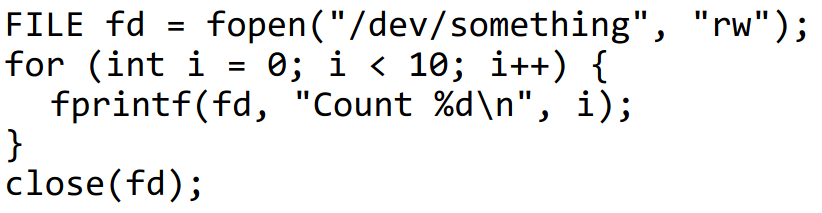 FILE fd = fopen("/dev/something", "rw");
for (int i = 0; i < 10; i++) {
  fprintf(fd, "Count %d\n", i);
}
close(fd);